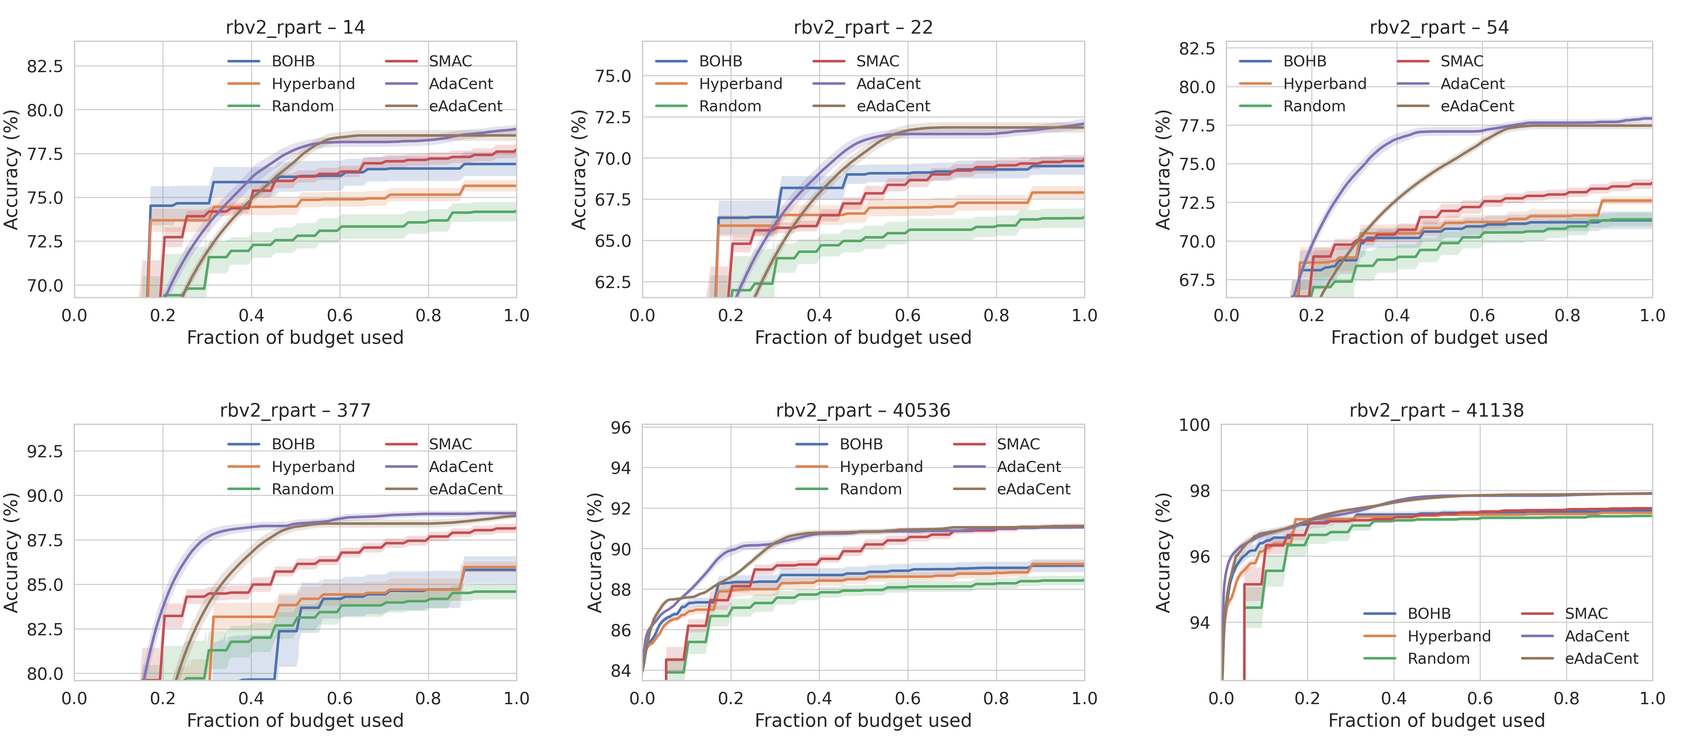 rbv2_rpart – 14
82.5
80.0
77.5
75.0
72.5
70.0
Accuracy (%)
BOHB
Hyperband
Random
SMAC
AdaCent
eAdaCent
0.0 0.2 0.4 0.6 0.8 1.0
Fraction of budget used
rbv2_rpart – 22
75.0
72.5
70.0
67.5
65.0
62.5
Accuracy (%)
BOHB
Hyperband
Random
SMAC
AdaCent
eAdaCent
0.0 0.2 0.4 0.6 0.8 1.0
Fraction of budget used
rbv2_rpart – 54
82.5
80.0
77.5
75.0
72.5
70.0
67.5
Accuracy (%)
BOHB
Hyperband
Random
SMAC
AdaCent
eAdaCent
0.0 0.2 0.4 0.6 0.8 1.0
Fraction of budget used
rbv2_rpart – 377
92.5
90.0
87.5
85.0
82.5
80.0
Accuracy (%)
BOHB
Hyperband
Random
SMAC
AdaCent
eAdaCent
0.0 0.2 0.4 0.6 0.8 1.0
Fraction of budget used
rbv2_rpart – 40536
96
94
92
90
88
86
84
Accuracy (%)
BOHB
Hyperband
Random
SMAC
AdaCent
eAdaCent
0.0 0.2 0.4 0.6 0.8 1.0
Fraction of budget used
rbv2_rpart – 41138
100
98
96
94
Accuracy (%)
BOHB
Hyperband
Random
SMAC
AdaCent
eAdaCent
0.0 0.2 0.4 0.6 0.8 1.0
Fraction of budget used